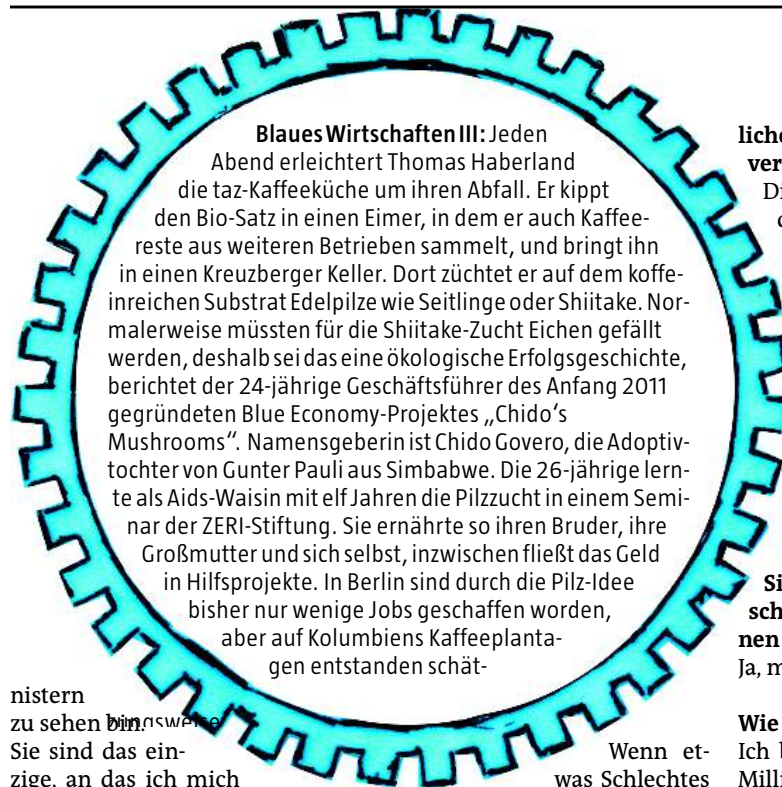 Blaues Wirtschaften III: Jeden
Abend erleichtert Thomas Haberland
die taz-Kaffeeküche um ihren Abfall. Er kippt
den Bio-Satz in einen Eimer, in dem er auch Kaffee-
reste aus weiteren Betrieben sammelt, und bringt ihn
in einen Kreuzberger Keller. Dort züchtet er auf dem koffe-
inreichen Substrat Edelpilze wie Seitlinge oder Shiitake. Nor-
malerweise müssten für die Shiitake-Zucht Eichen gefällt
werden, deshalb sei das eine ökologische Erfolgsgeschichte,
berichtet der 24-jährige Geschäftsführer des Anfang 2011
gegründeten Blue Economy-Projektes „Chido‘s
Mushrooms“. Namensgeberin ist Chido Govero, die Adoptiv-
tochter von Gunter Pauli aus Simbabwe. Die 26-jährige lern-
te als Aids-Waisin mit elf Jahren die Pilzzucht in einem Semi-
nar der ZERI-Stiftung. Sie ernährte so ihren Bruder, ihre
Großmutter und sich selbst, inzwischen fließt das Geld
in Hilfsprojekte. In Berlin sind durch die Pilz-Idee
bisher nur wenige Jobs geschaffen worden,
aber auf Kolumbiens Kaffeeplanta-
gen entstanden schät-
zungsweise
nistern
zu sehen bin.
Sie sind das ein-
zige, an das ich mich
Wenn et-
was Schlechtes
liche
ver
Di
Si
sch
nen
Ja, m
Wie
Ich b
Milli